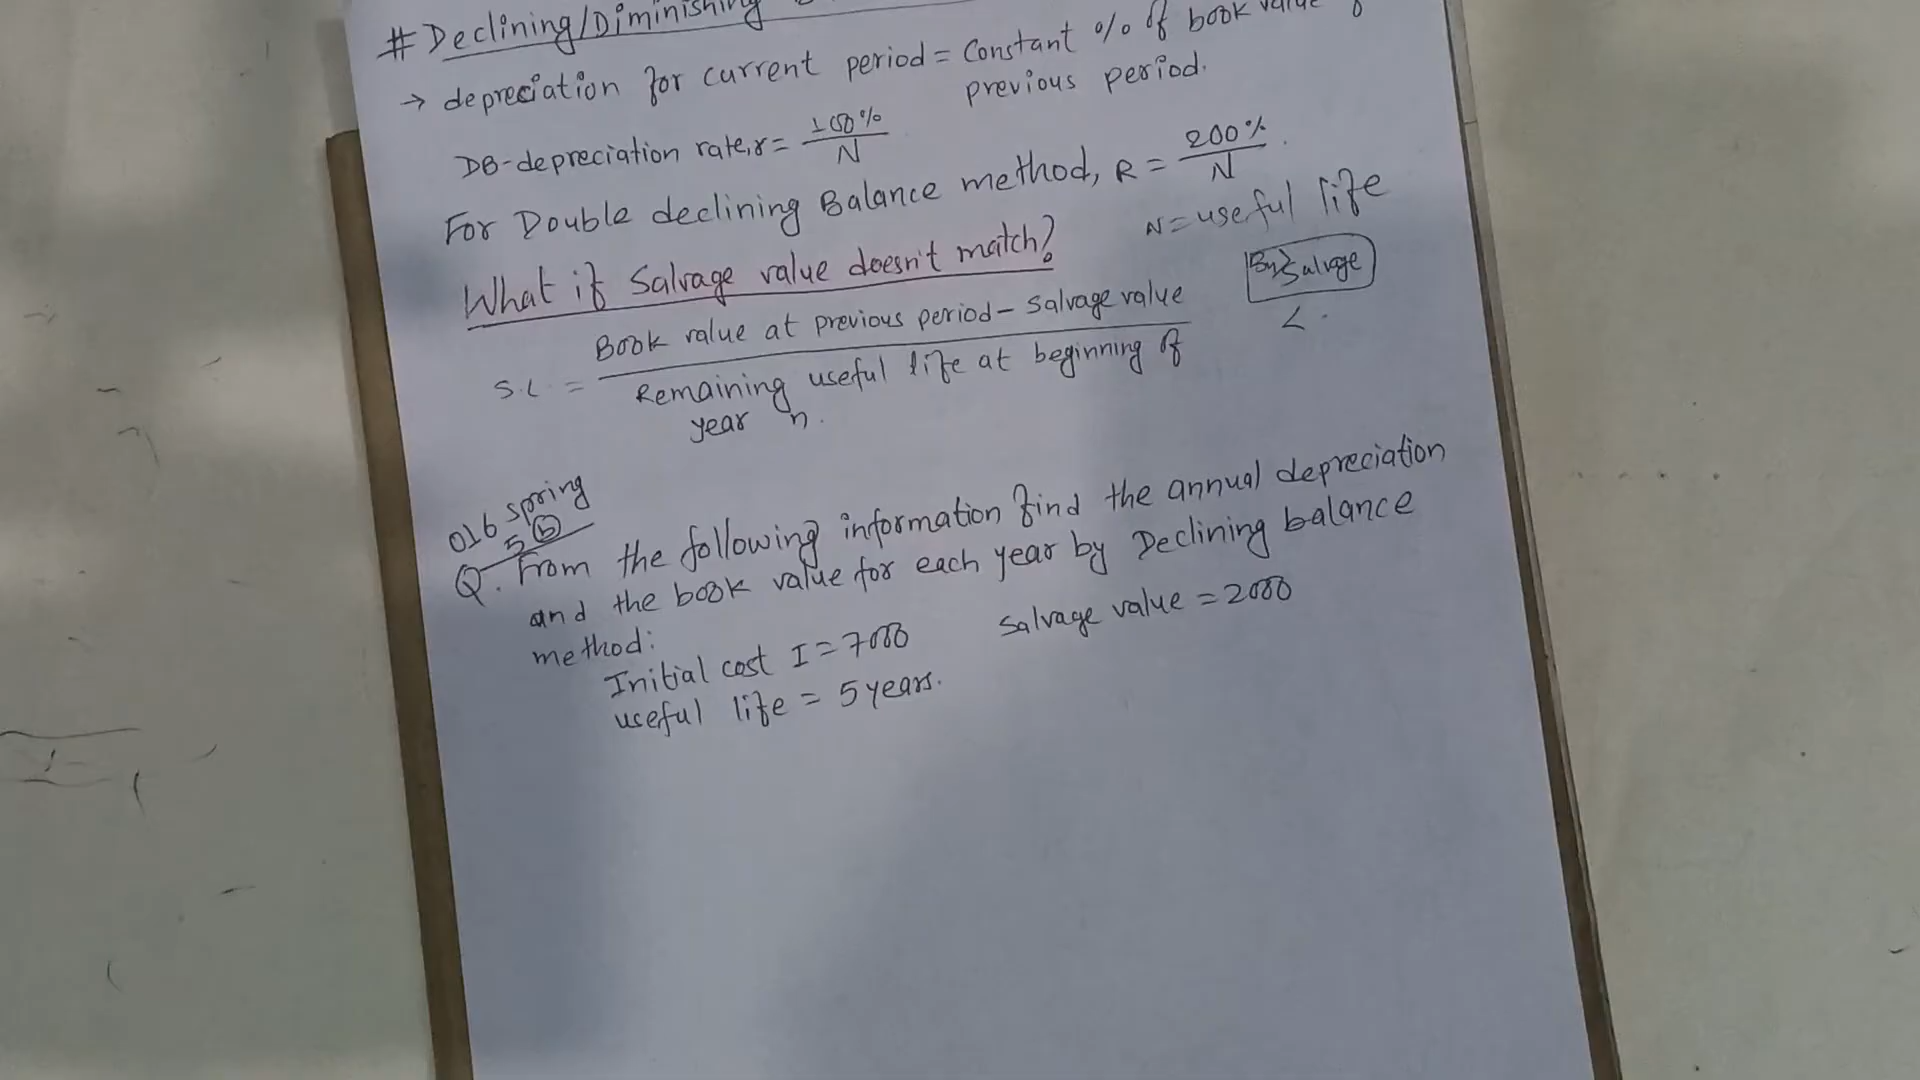 # Declining/Diminishing
→ depreciation for current period = Constant % of book value
previous period.
DB-depreciation rate, r = 100% / N
For Double declining Balance method, R = 200% / N.
N = useful life
What if Salvage value doesn't match?
Salvage
<.
S.L. = Book value at previous period - Salvage value
Remaining useful life at beginning of
year n.
016 spring
5 b
Q. From the following information find the annual depreciation
and the book value for each year by Declining balance
method:
Initial cost I = 7000 Salvage value = 2000
useful life = 5 years.